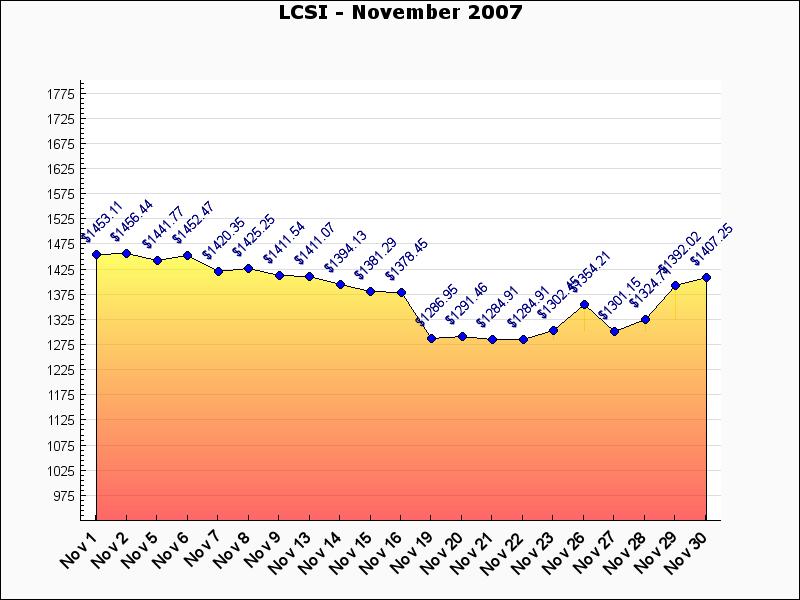 LCSI - November 2007
1775
1725
1675
1625
1575
1525
1475
1425
1375
1325
1275
1225
1175
1125
1075
1025
975
$1453.11
$1456.44
$1441.77
$1452.47
$1420.35
$1425.25
$1411.54
$1411.07
$1394.13
$1381.29
$1378.45
$1286.95
$1291.46
$1284.91
$1284.91
$1354.21
$1301.15
$1392.02
$1407.25
Nov 1
Nov 2
Nov 5
Nov 6
Nov 7
Nov 8
Nov 9
Nov 13
Nov 14
Nov 15
Nov 16
Nov 19
Nov 20
Nov 21
Nov 22
Nov 23
Nov 26
Nov 27
Nov 28
Nov 29
Nov 30